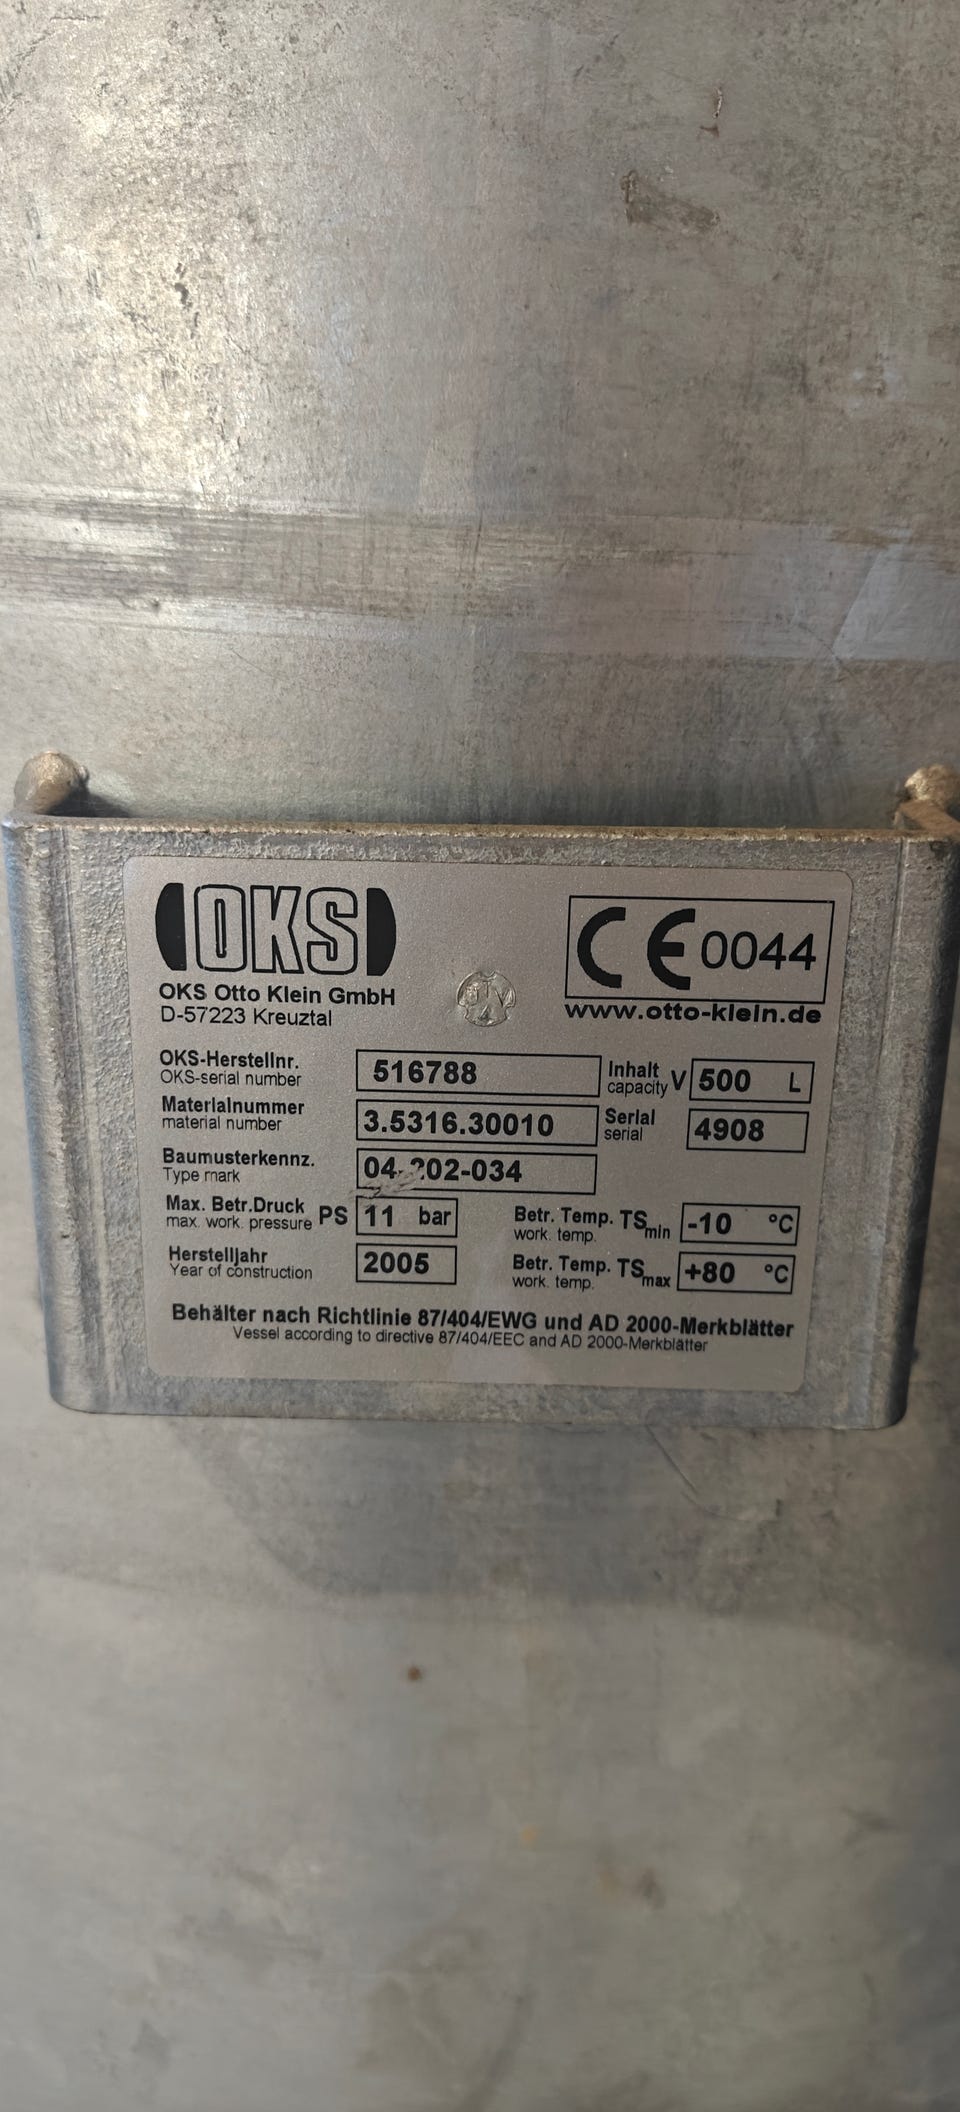 OKS
CE 0044
OKS Otto Klein GmbH
D-57223 Kreuztal
www.otto-klein.de
OKS-Herstellnr.
OKS-serial number
516788
Inhalt
capacity V 500 L
Materialnummer
material number
3.5316.30010
Serial
serial
4908
Baumusterkennz.
Type mark
04-202-034
Max. Betr.Druck
max. work. pressure PS 11 bar
Betr. Temp. TSmin
work. temp.
-10 °C
Herstelljahr
Year of construction
2005
Betr. Temp. TSmax
work. temp.
+80 °C
Behälter nach Richtlinie 87/404/EWG und AD 2000-Merkblätter
Vessel according to directive 87/404/EEC and AD 2000-Merkblätter